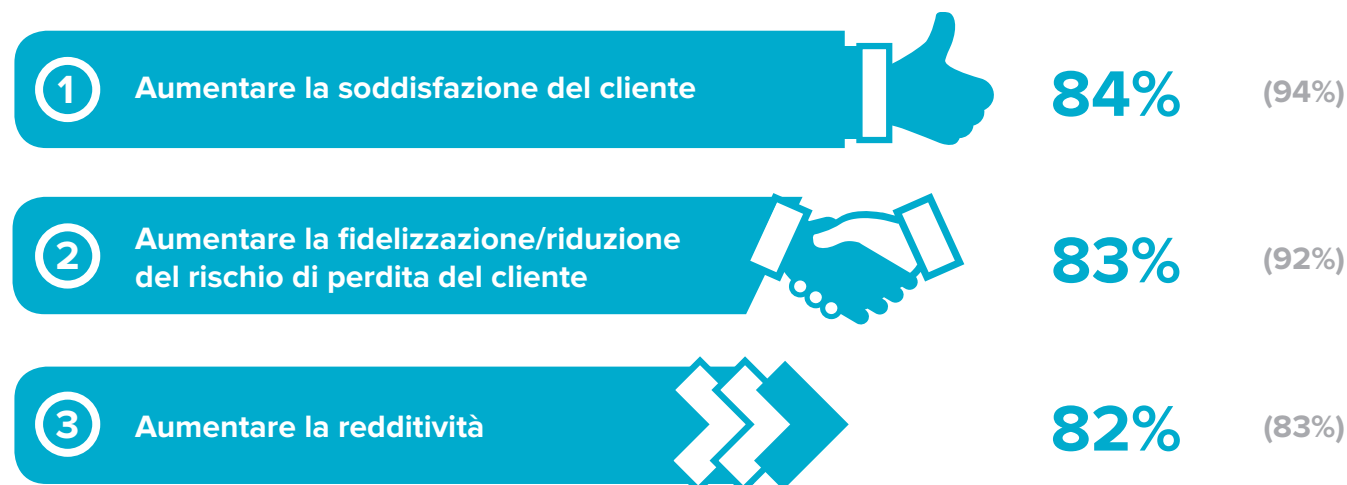 1 Aumentare la soddisfazione del cliente 84% (94%)
2 Aumentare la fidelizzazione/riduzione
del rischio di perdita del cliente 83% (92%)
3 Aumentare la redditività 82% (83%)